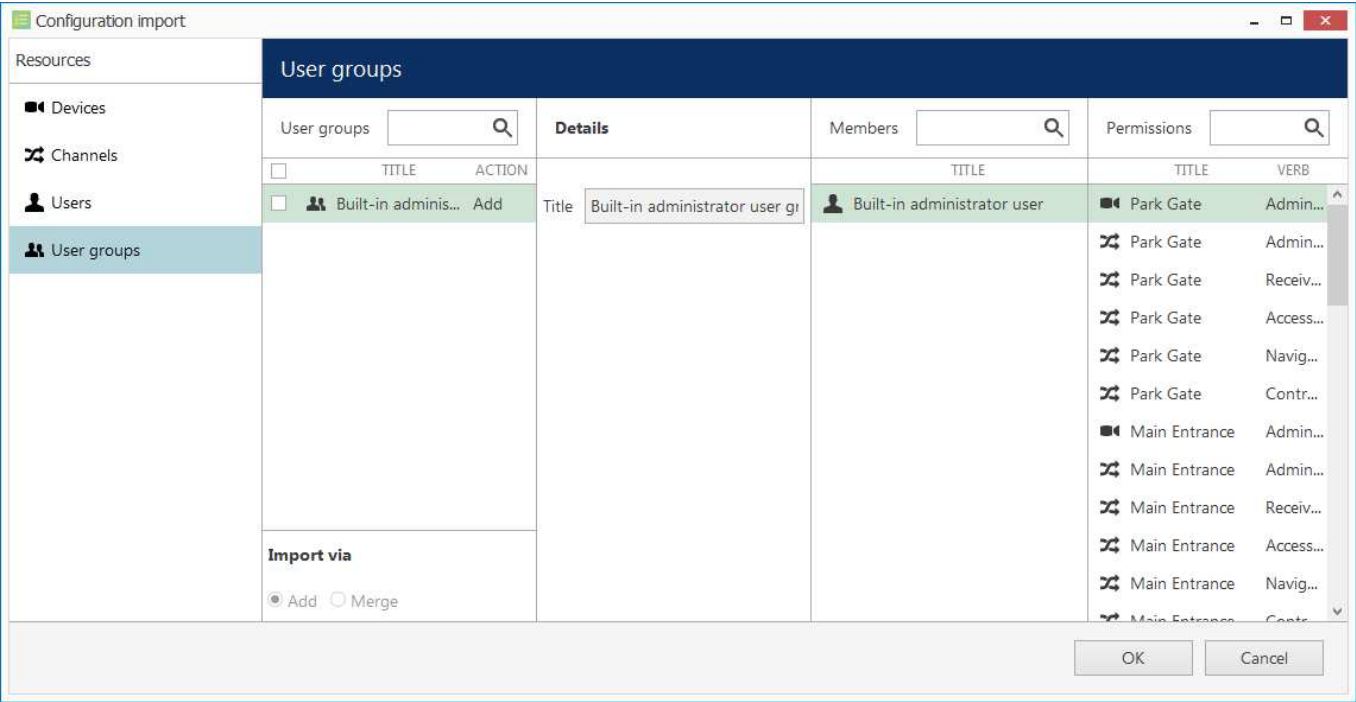 Configuration import
Resources
Devices
Channels
Users
User groups
User groups
User groups
Details
Members
Permissions
TITLE ACTION
TITLE
TITLE VERB
Built-in adminis... Add
Title Built-in administrator user gr
Built-in administrator user
Park Gate Admin...
Park Gate Admin...
Park Gate Receiv...
Park Gate Access...
Park Gate Navig...
Park Gate Contr...
Main Entrance Admin...
Main Entrance Admin...
Main Entrance Receiv...
Main Entrance Access...
Main Entrance Navig...
Main Entrance Contr...
Import via
Add Merge
OK Cancel